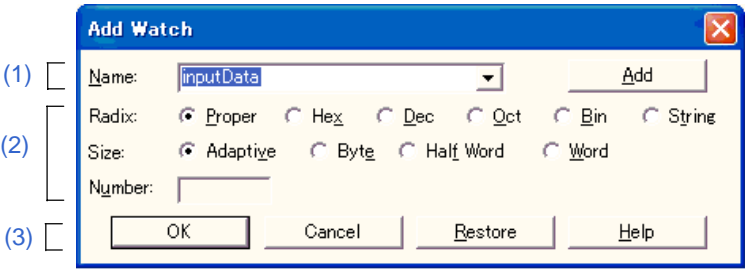 Add Watch
(1) Name: inputData Add
(2) Radix: Proper Hex Dec Oct Bin String
Size: Adaptive Byte Half Word Word
Number:
(3) OK Cancel Restore Help